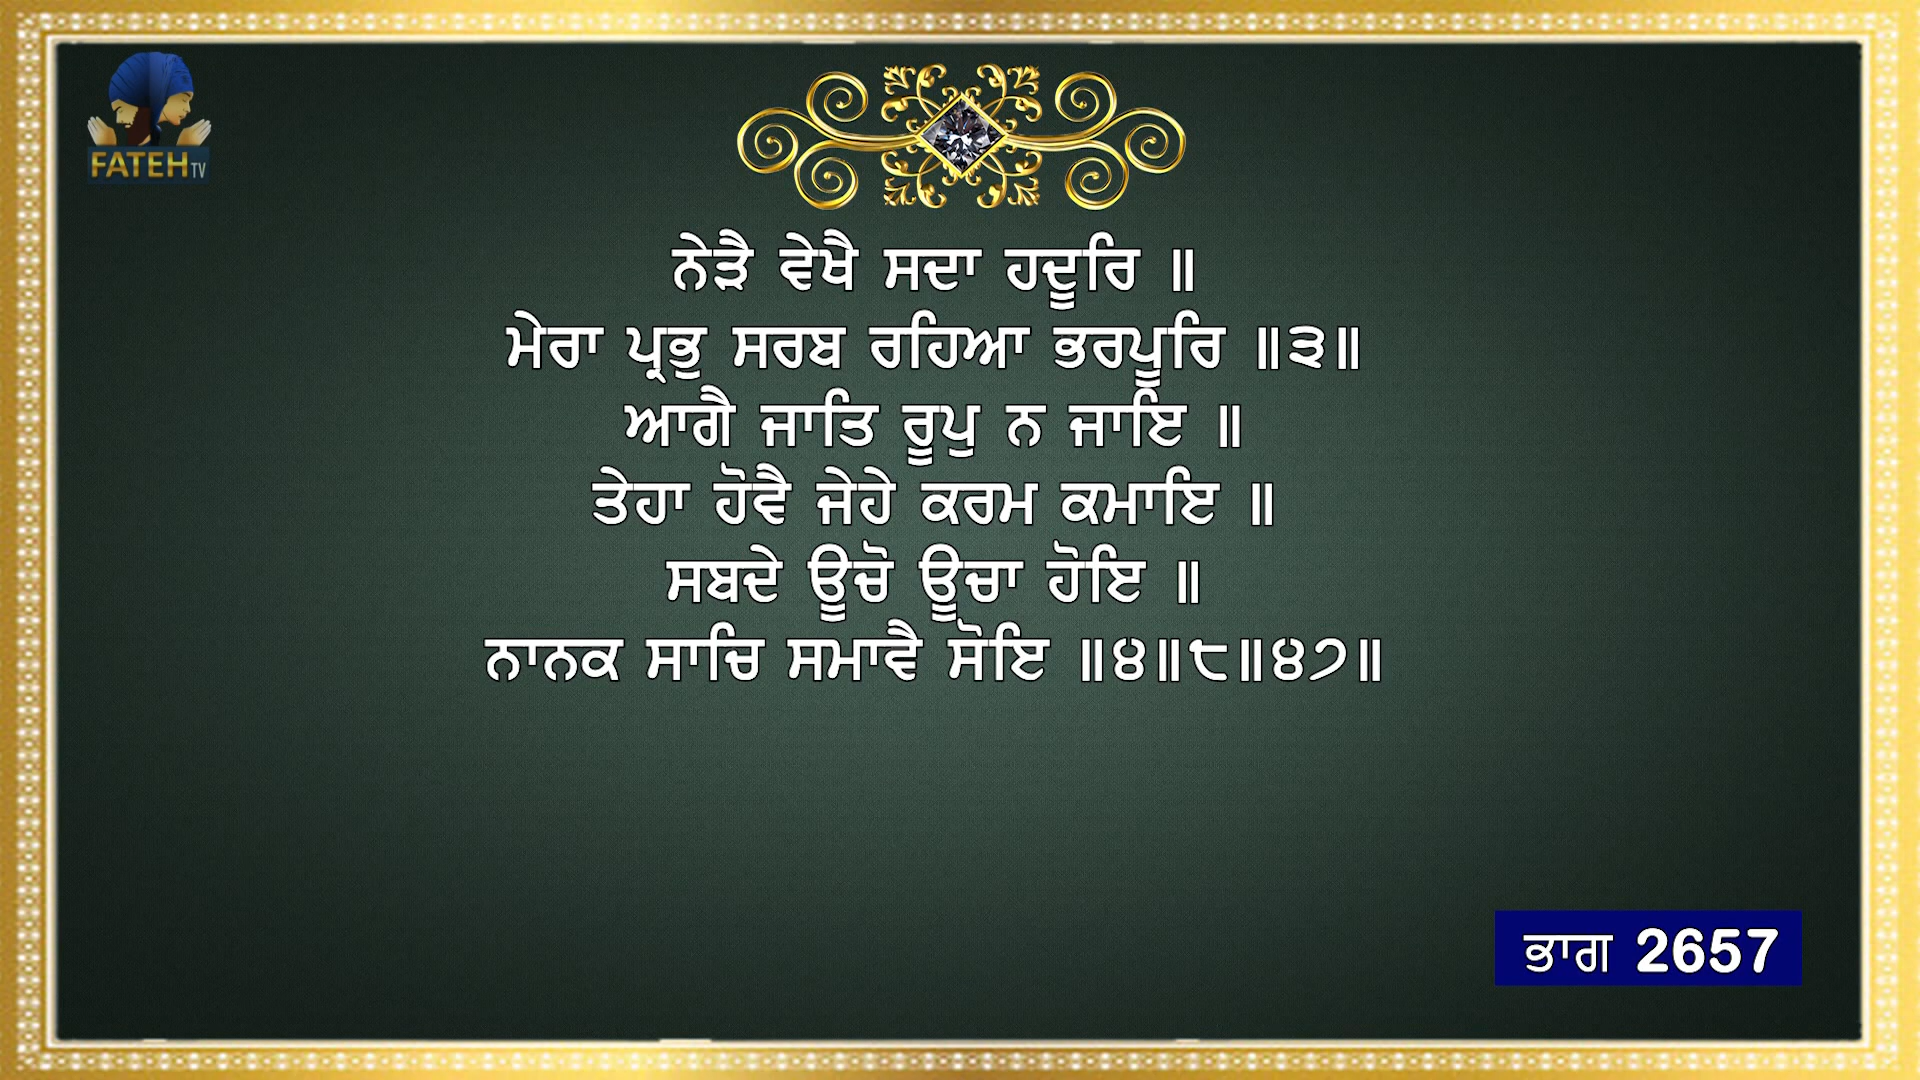 FATEH TV
ਨੇੜੈ ਵੇਖੈ ਸਦਾ ਹਦੂਰਿ ॥
ਮੇਰਾ ਪ੍ਰਭੁ ਸਰਬ ਰਹਿਆ ਭਰਪੂਰਿ ॥੩॥
ਆਗੈ ਜਾਤਿ ਰੂਪੁ ਨ ਜਾਇ ॥
ਤੇਹਾ ਹੋਵੈ ਜੇਹੇ ਕਰਮ ਕਮਾਇ ॥
ਸਬਦੇ ਊਚੋ ਊਚਾ ਹੋਇ ॥
ਨਾਨਕ ਸਾਚਿ ਸਮਾਵੈ ਸੋਇ ॥੪॥੮॥੪੭॥
ਭਾਗ 2657